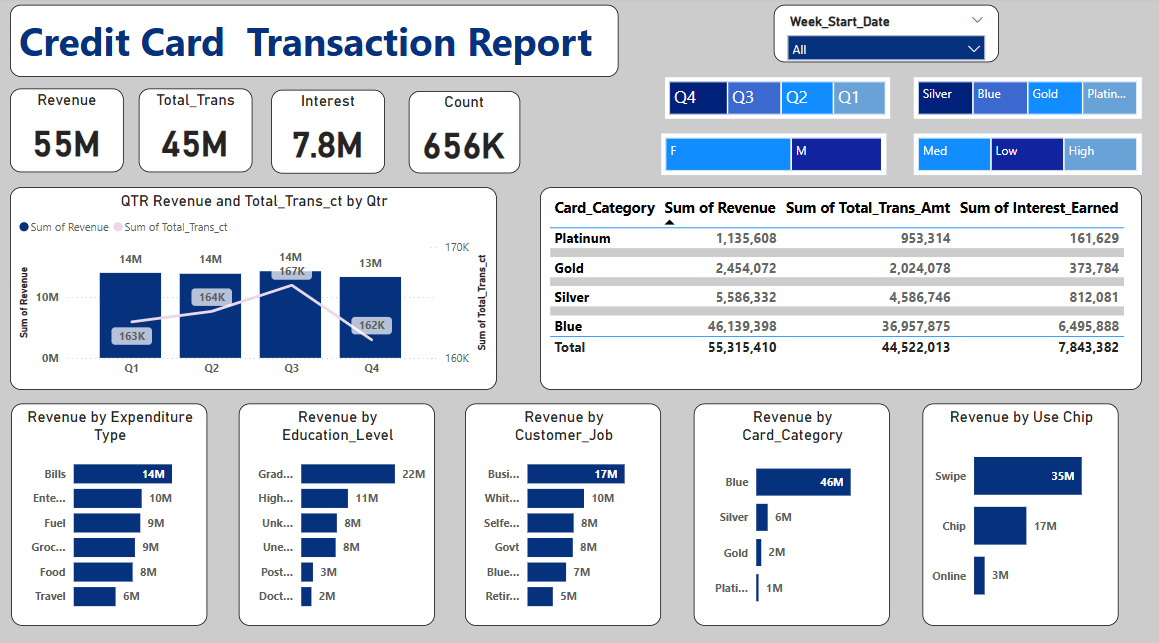 Credit Card  Transaction Report
Week_Start_Date
All
Revenue
55M
Total_Trans
45M
Interest
7.8M
Count
656K
Q4 Q3 Q2 Q1
Silver Blue Gold Platin...
F M
Med Low High
QTR Revenue and Total_Trans_ct by Qtr
Sum of Revenue Sum of Total_Trans_ct
Sum of Revenue
10M
0M
14M 14M 14M 13M
163K 164K 167K 162K
Q1 Q2 Q3 Q4
170K
160K
Sum of Total_Trans_ct
Card_Category Sum of Revenue Sum of Total_Trans_Amt Sum of Interest_Earned
Platinum 1,135,608 953,314 161,629
Gold 2,454,072 2,024,078 373,784
Silver 5,586,332 4,586,746 812,081
Blue 46,139,398 36,957,875 6,495,888
Total 55,315,410 44,522,013 7,843,382
Revenue by Expenditure
Type
Bills 14M
Ente... 10M
Fuel 9M
Groc... 9M
Food 8M
Travel 6M
Revenue by
Education_Level
Grad... 22M
High... 11M
Unk... 8M
Une... 8M
Post... 3M
Doct... 2M
Revenue by
Customer_Job
Busi... 17M
Whit... 10M
Selfe... 8M
Govt 8M
Blue... 7M
Retir... 5M
Revenue by
Card_Category
Blue 46M
Silver 6M
Gold 2M
Plati... 1M
Revenue by Use Chip
Swipe 35M
Chip 17M
Online 3M